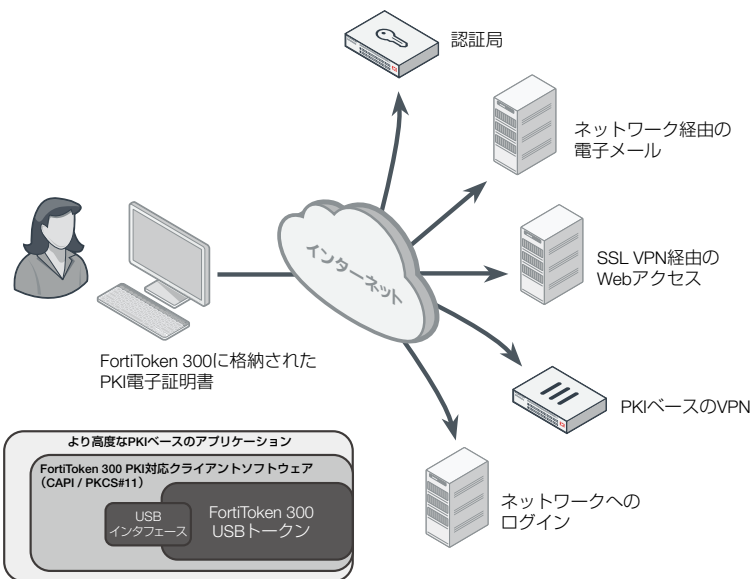 認証局
ネットワーク経由の
電子メール
インターネット
SSL VPN経由の
Webアクセス
FortiToken 300に格納された
PKI電子証明書
PKIベースのVPN
より高度なPKIベースのアプリケーション
FortiToken 300 PKI対応クライアントソフトウェア
（CAPI / PKCS#11）
USB
インタフェース
FortiToken 300
USBトークン
ネットワークへの
ログイン